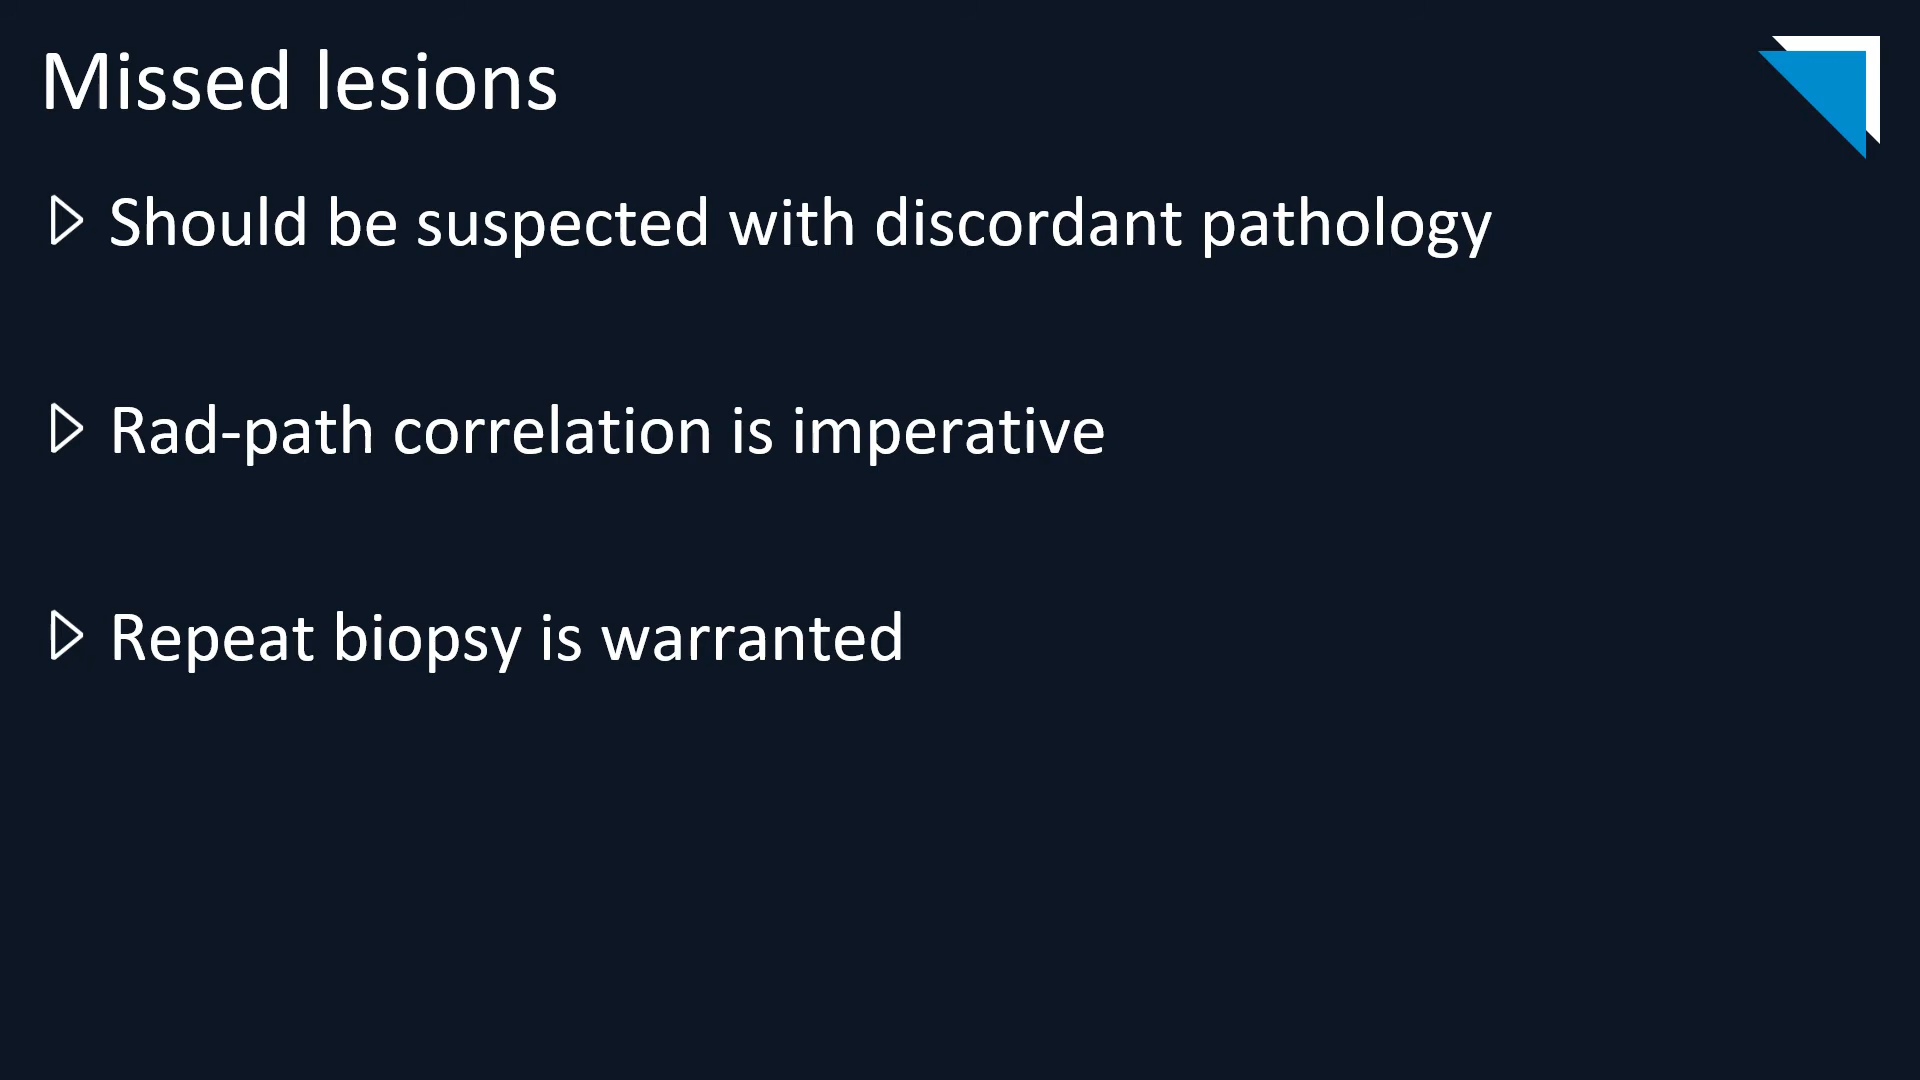 Missed lesions
Should be suspected with discordant pathology
Rad-path correlation is imperative
Repeat biopsy is warranted